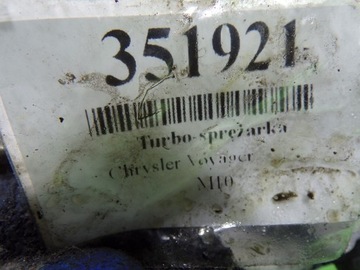 351921
Turbo-sprężarka
Chrysler Voyager
M10